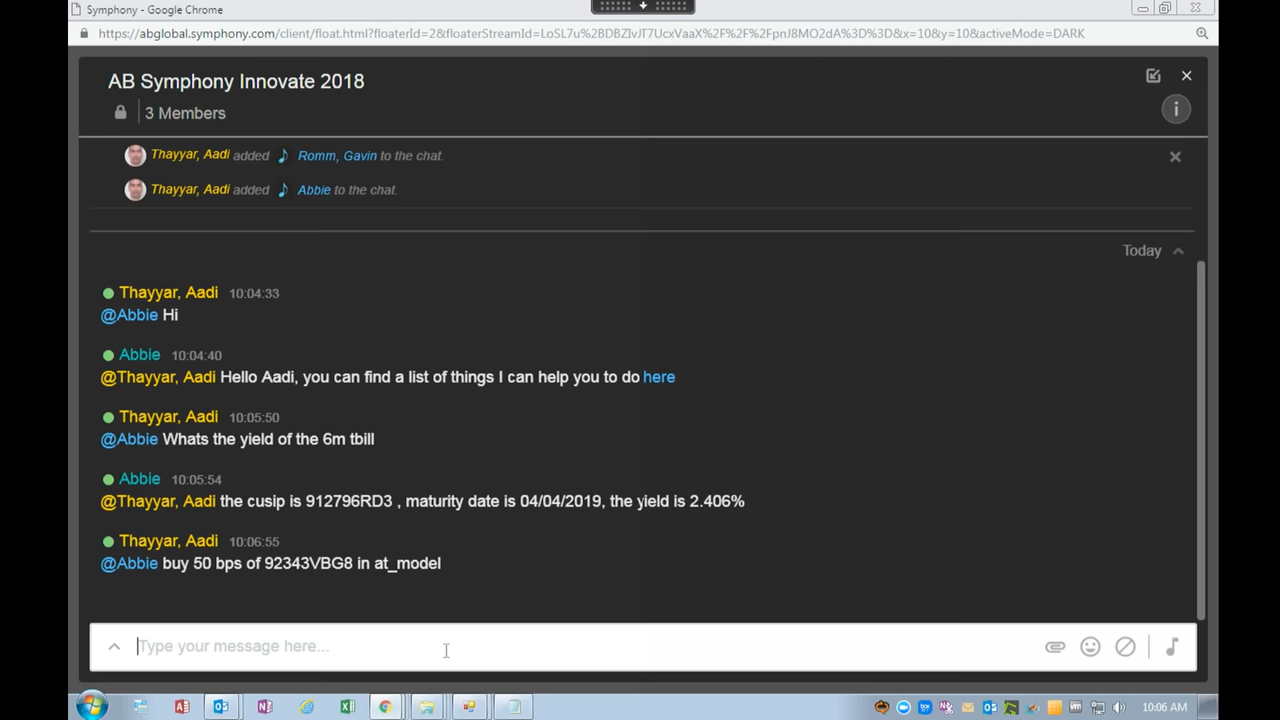 Symphony - Google Chrome
https://abglobal.symphony.com/client/float.html?floaterId=2&floaterStreamId=LoSL7u%2BDBZIvJT7UcxVaaX%2F%2F%2FpnJ8MO2dA%3D%3D&x=10&y=10&activeMode=DARK
AB Symphony Innovate 2018
3 Members
Thayyar, Aadi added Romm, Gavin to the chat.
Thayyar, Aadi added Abbie to the chat.
Today
Thayyar, Aadi 10:04:33
@Abbie Hi
Abbie 10:04:40
@Thayyar, Aadi Hello Aadi, you can find a list of things I can help you to do here
Thayyar, Aadi 10:05:50
@Abbie Whats the yield of the 6m tbill
Abbie 10:05:54
@Thayyar, Aadi the cusip is 912796RD3 , maturity date is 04/04/2019, the yield is 2.406%
Thayyar, Aadi 10:06:55
@Abbie buy 50 bps of 92343VBG8 in at_model
Type your message here...
10:06 AM